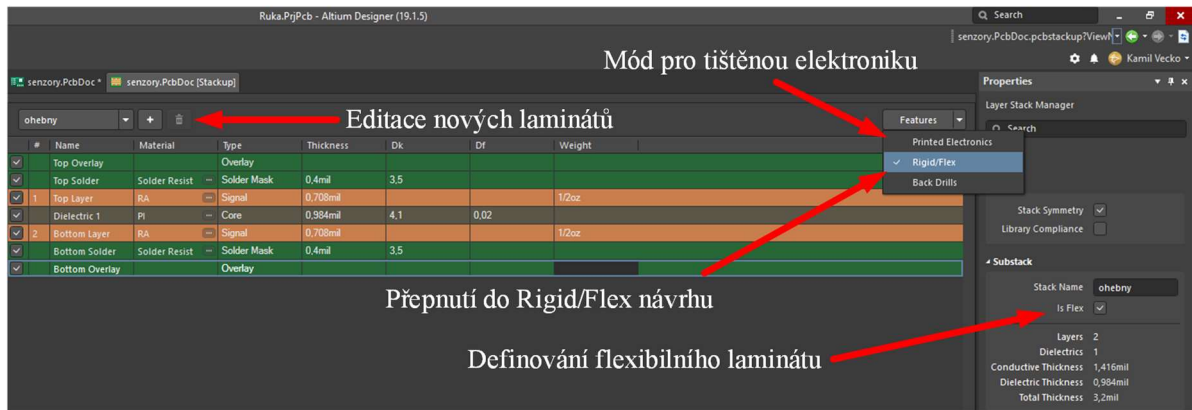 Ruka.PrjPcb - Altium Designer (19.1.5)
Search
senzory.PcbDoc.pcbstackup?ViewN
Kamil Vecko
Mód pro tištěnou elektroniku
senzory.PcbDoc *
senzory.PcbDoc [Stackup]
Properties
Layer Stack Manager
ohebny
+
Editace nových laminátů
Features
Search
# Name Material Type Thickness Dk Df Weight
Printed Electronics
Top Overlay Overlay
Rigid/Flex
Top Solder Solder Resist Solder Mask 0,4mil 3,5
Back Drills
1 Top Layer RA Signal 0,708mil 1/2oz
Dielectric 1 PI Core 0,984mil 4,1 0,02
Stack Symmetry
2 Bottom Layer RA Signal 0,708mil 1/2oz
Library Compliance
Bottom Solder Solder Resist Solder Mask 0,4mil 3,5
Bottom Overlay Overlay
Substack
Přepnutí do Rigid/Flex návrhu
Stack Name ohebny
Is Flex
Definování flexibilního laminátu
Layers 2
Dielectrics 1
Conductive Thickness 1,416mil
Dielectric Thickness 0,984mil
Total Thickness 3,2mil